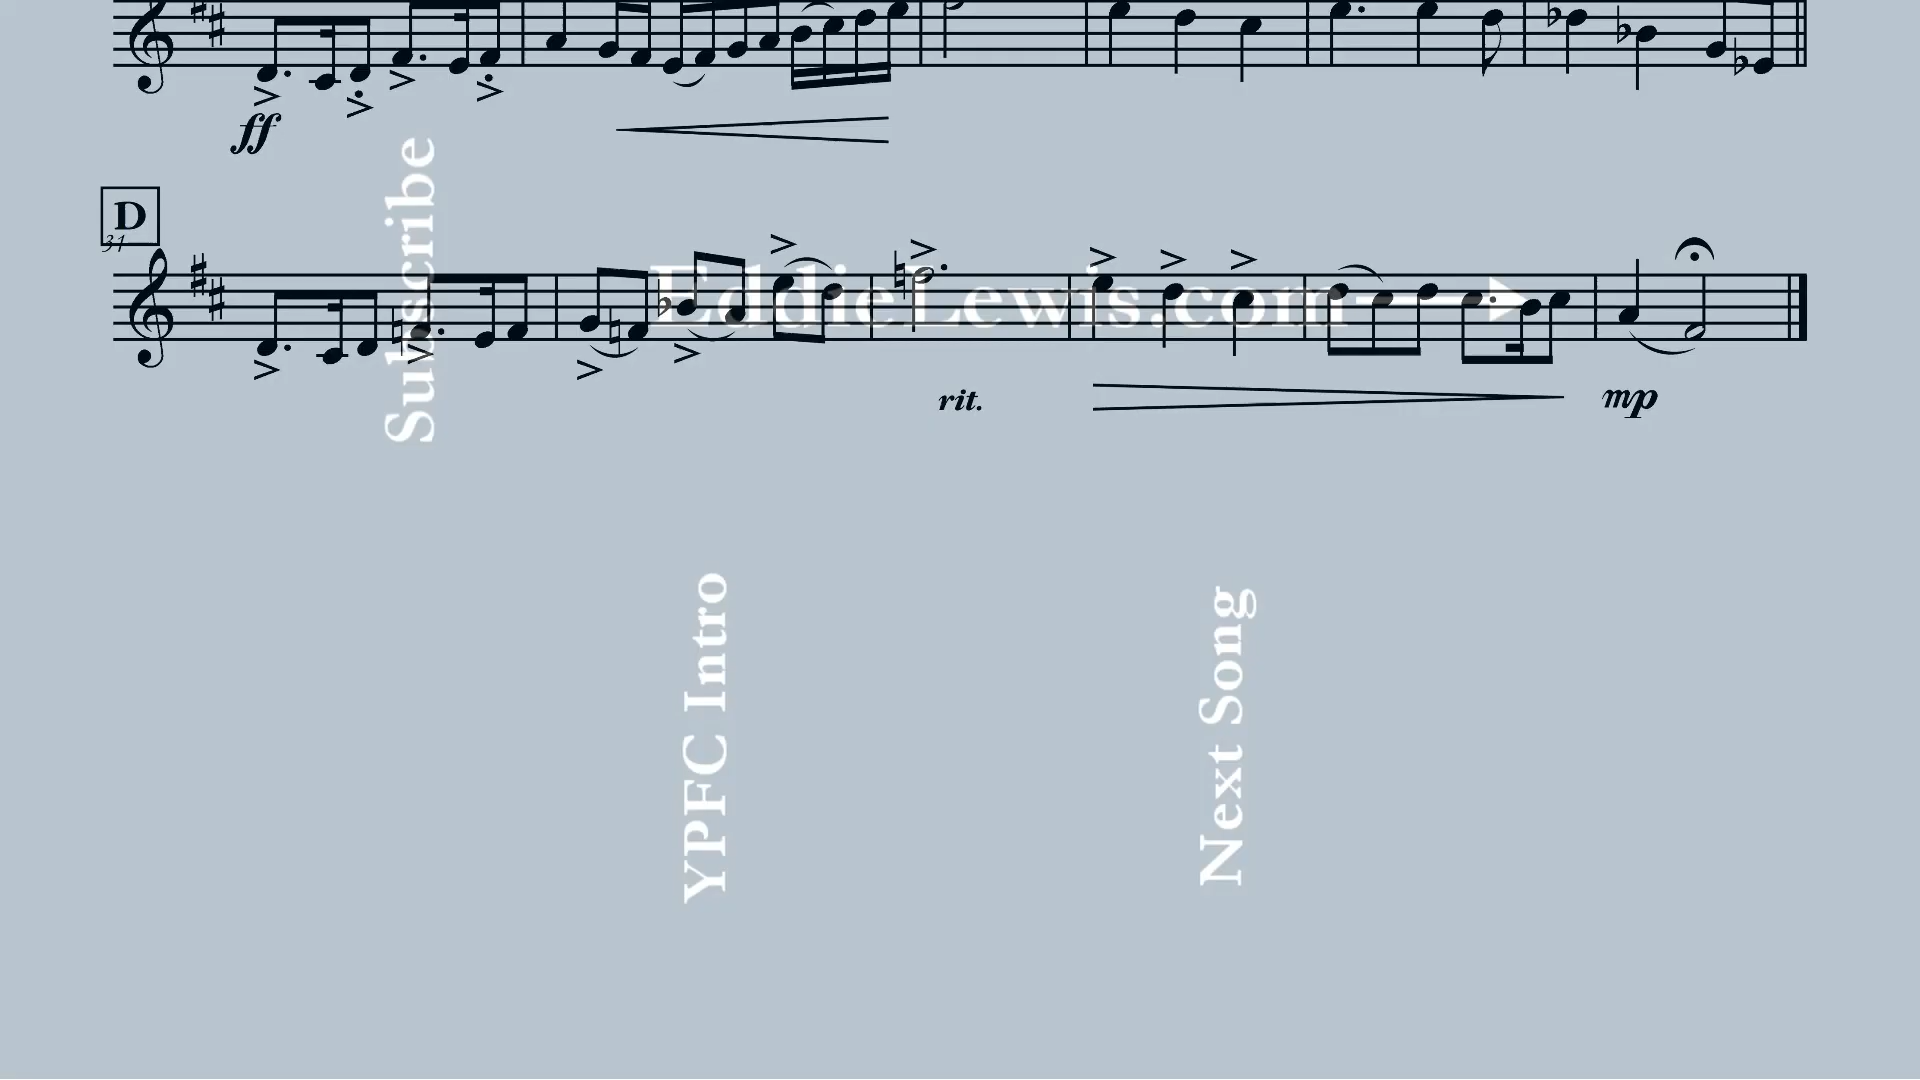 ff
D
31
Subscribe
EddieLewis.com
rit.
mp
YPFC Intro
Next Song